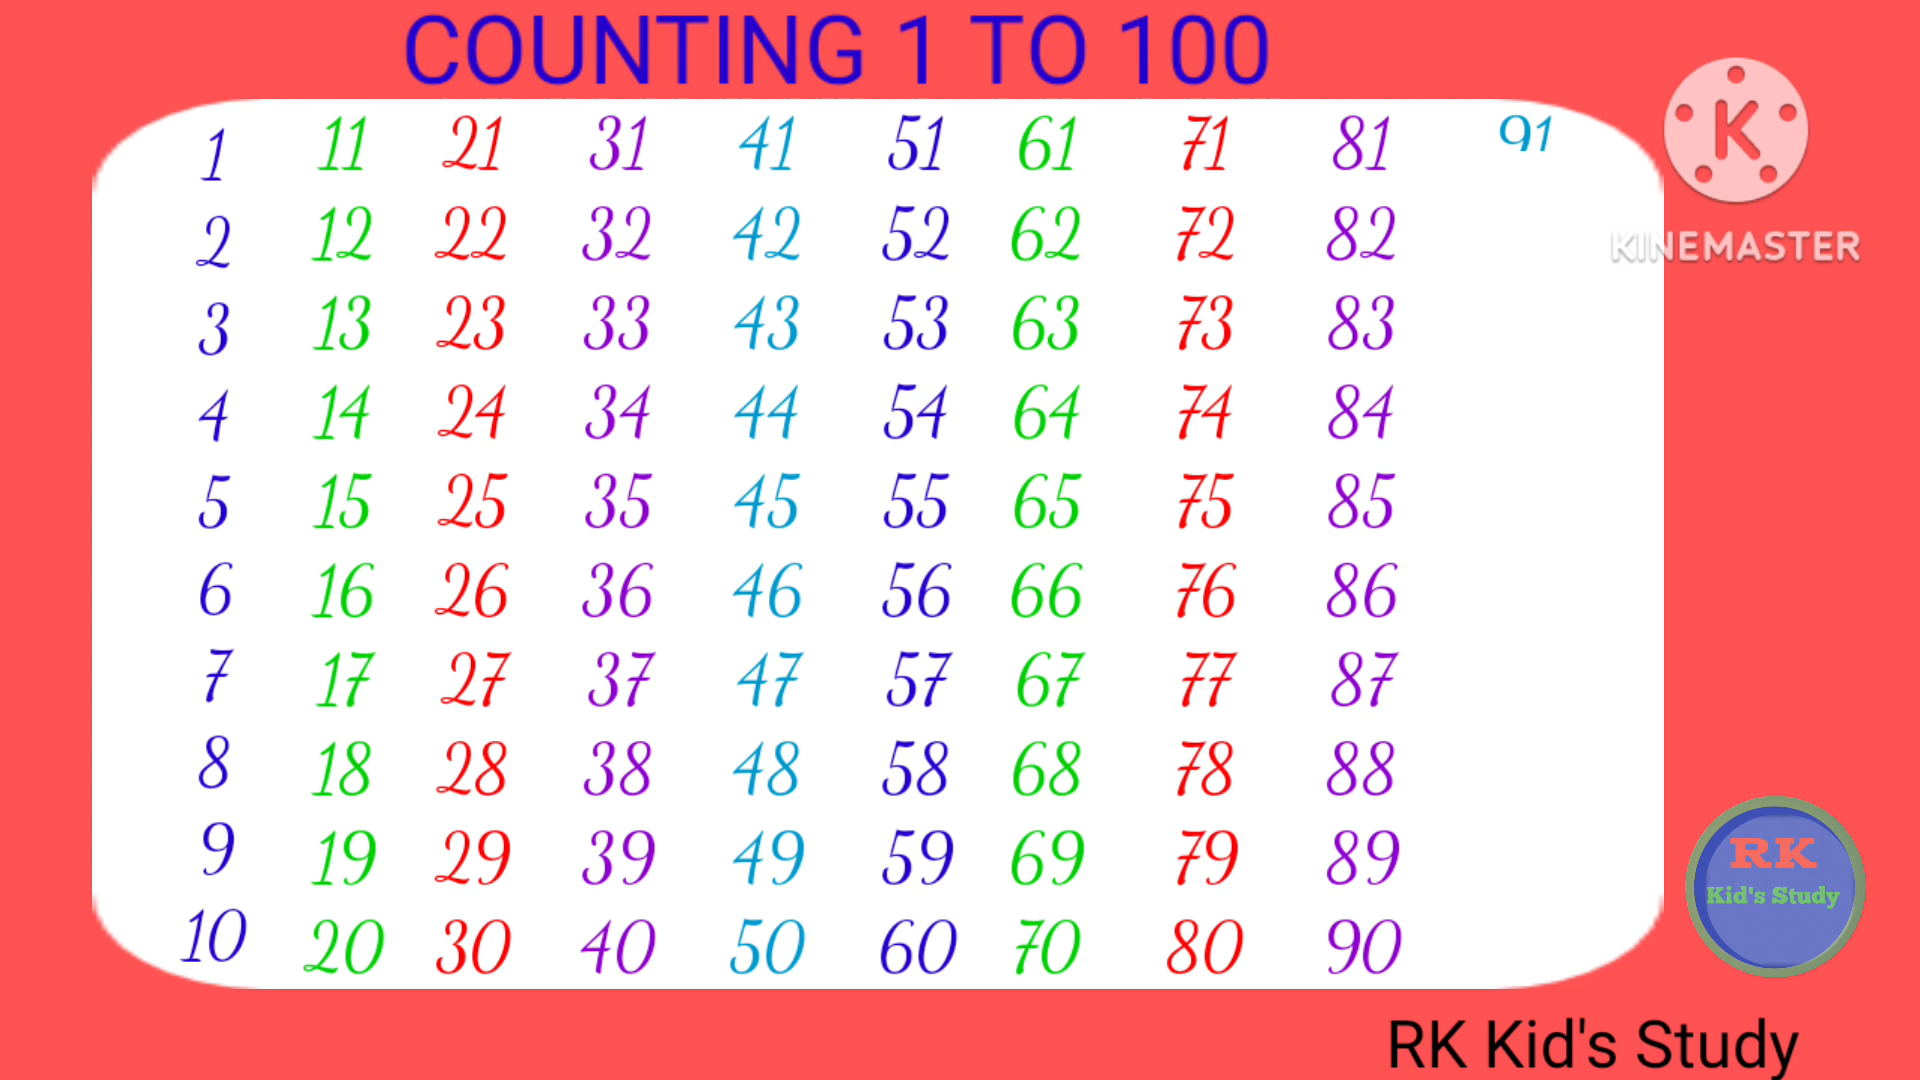 COUNTING 1 TO 100
1 11 21 31 41 51 61 71 81 91
2 12 22 32 42 52 62 72 82
3 13 23 33 43 53 63 73 83
4 14 24 34 44 54 64 74 84
5 15 25 35 45 55 65 75 85
6 16 26 36 46 56 66 76 86
7 17 27 37 47 57 67 77 87
8 18 28 38 48 58 68 78 88
9 19 29 39 49 59 69 79 89
10 20 30 40 50 60 70 80 90
K
KINEMASTER
RK
Kid's Study
RK Kid's Study